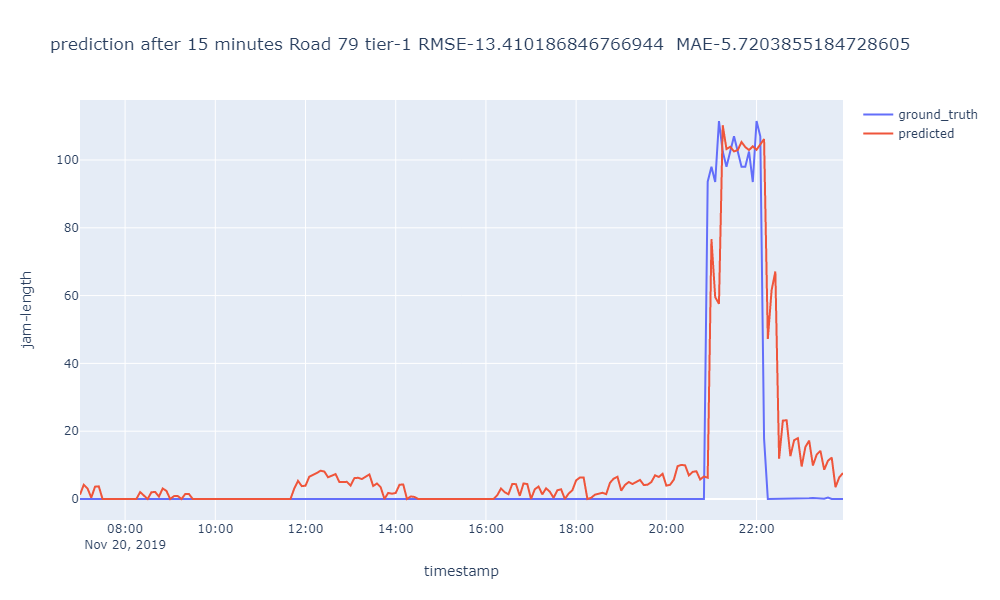 prediction after 15 minutes Road 79 tier-1 RMSE-13.410186846766944  MAE-5.7203855184728605
ground_truth
predicted
100
80
60
40
20
0
jam-length
08:00 10:00 12:00 14:00 16:00 18:00 20:00 22:00
Nov 20, 2019
timestamp